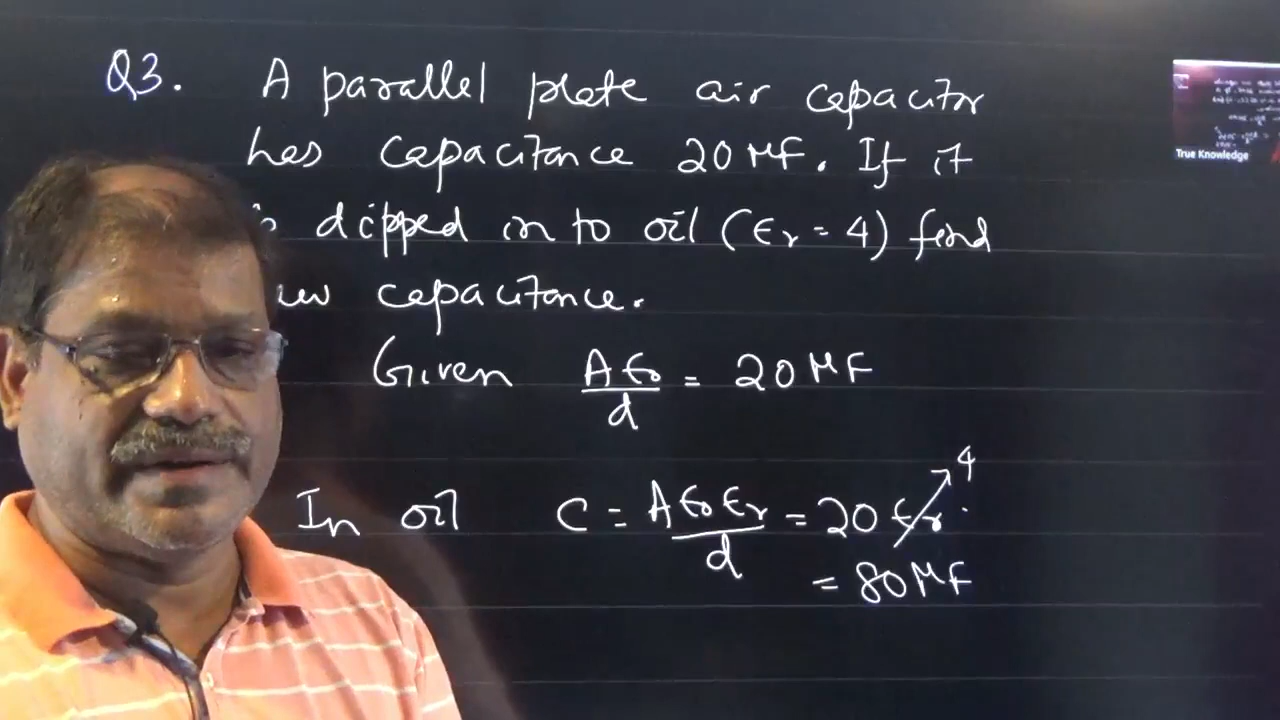 Q3. A parallel plate air capacitor
has capacitance 20 μF. If it
dipped in to oil (εr = 4) find
capacitance.
Given Aε0/d = 20 μF
In oil C = Aε0εr/d = 20 εr 4
= 80 μF
True Knowledge